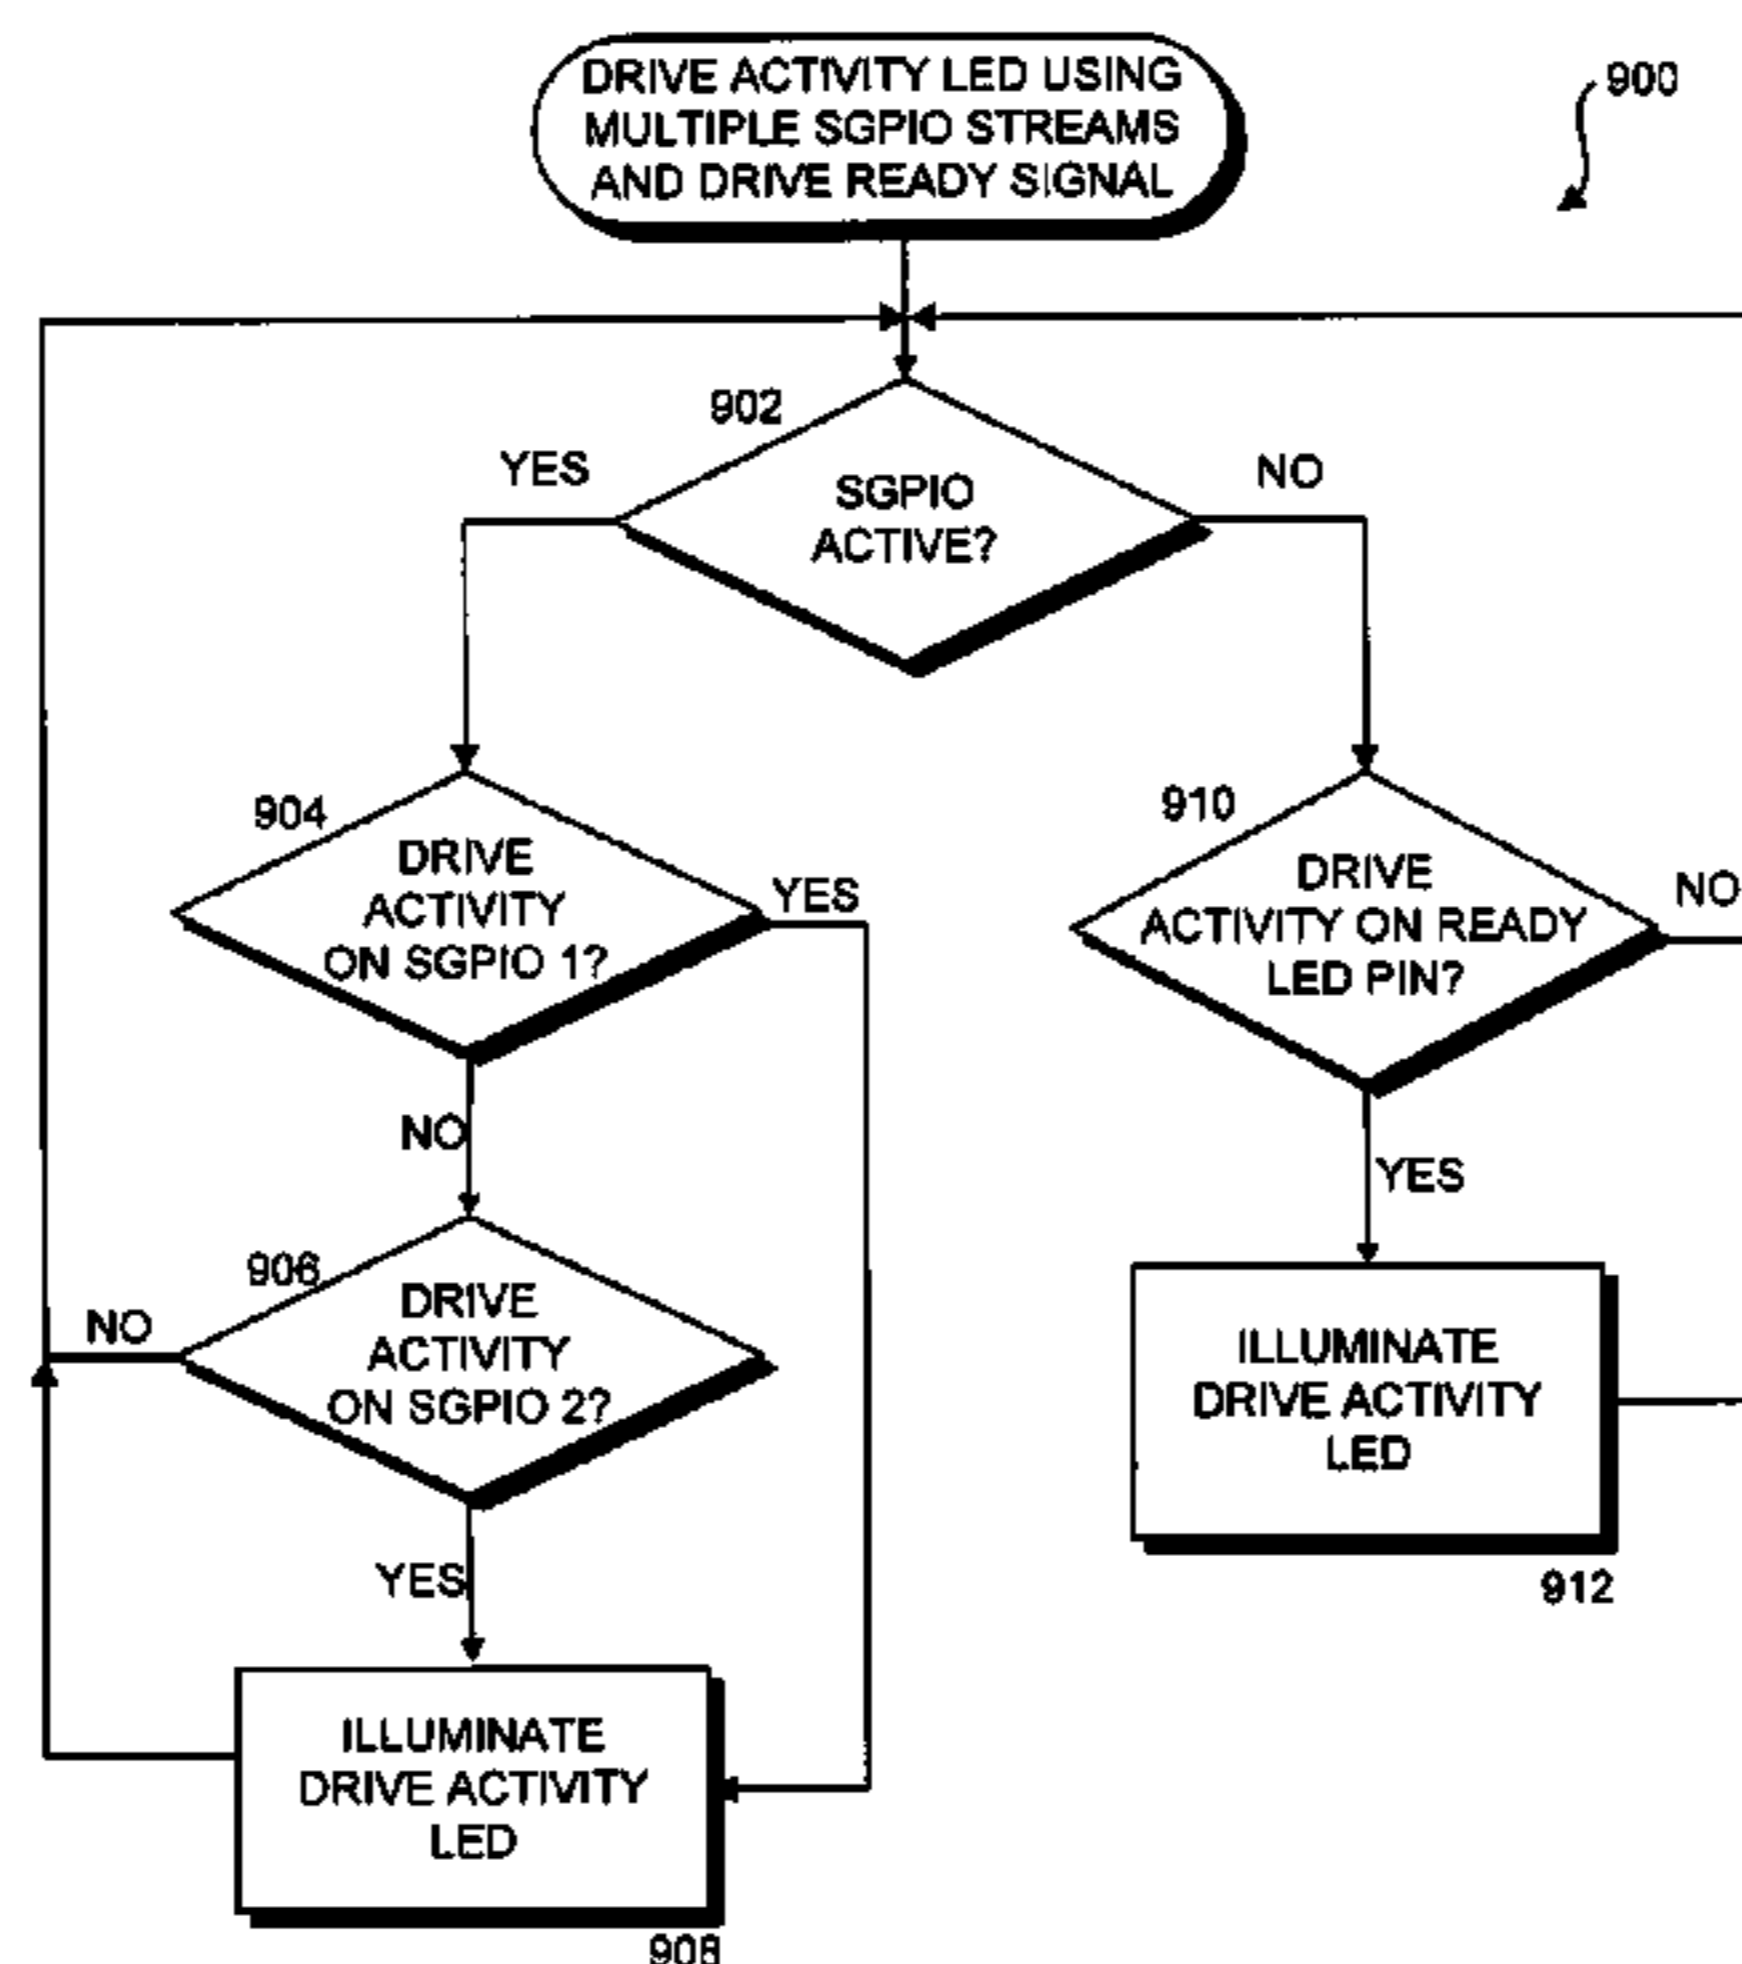 DRIVE ACTIVITY LED USING
MULTIPLE SGPIO STREAMS
AND DRIVE READY SIGNAL
900
902
YES
SGPIO
ACTIVE?
NO
904
DRIVE
ACTIVITY
ON SGPIO 1?
YES
910
DRIVE
ACTIVITY ON READY
LED PIN?
NO
NO
YES
906
DRIVE
ACTIVITY
ON SGPIO 2?
NO
ILLUMINATE
DRIVE ACTIVITY
LED
912
YES
ILLUMINATE
DRIVE ACTIVITY
LED
908